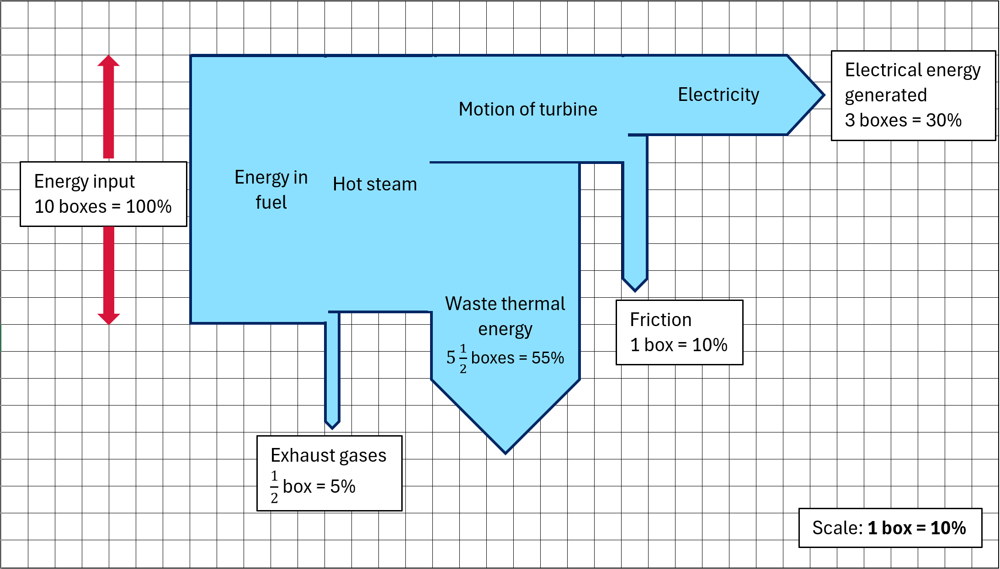 Energy input
10 boxes = 100%
Energy in
fuel
Hot steam
Motion of turbine
Electricity
Electrical energy
generated
3 boxes = 30%
Waste thermal
energy
5 1/2 boxes = 55%
Friction
1 box = 10%
Exhaust gases
1/2 box = 5%
Scale: 1 box = 10%